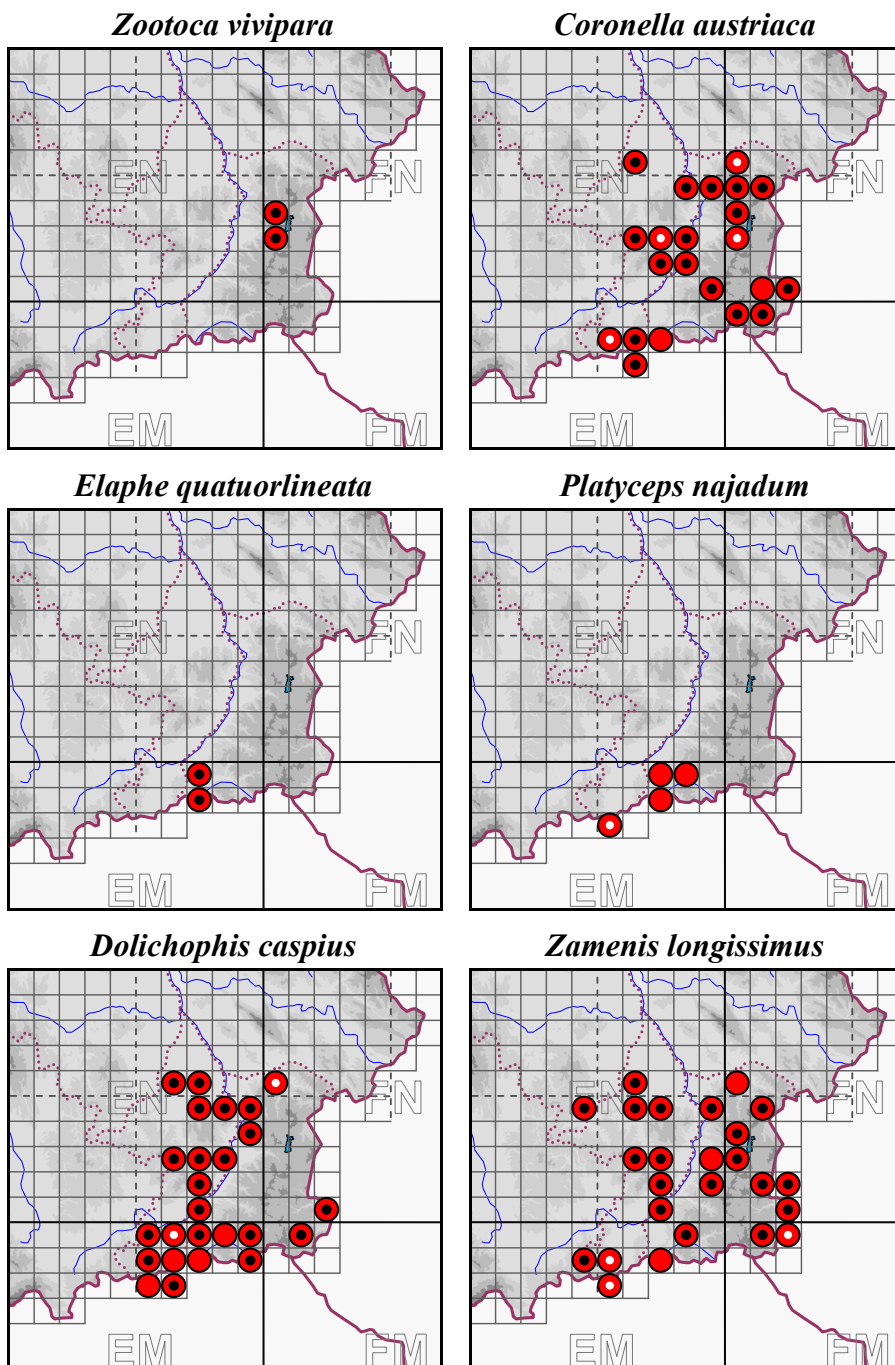 Zootoca vivipara
Coronella austriaca
EN
FN
EN
FN
EM
FM
EM
FM
Elaphe quatuorlineata
Platyceps najadum
EN
FN
EN
FN
EM
FM
EM
FM
Dolichophis caspius
Zamenis longissimus
EN
FN
EN
FN
EM
FM
EM
FM